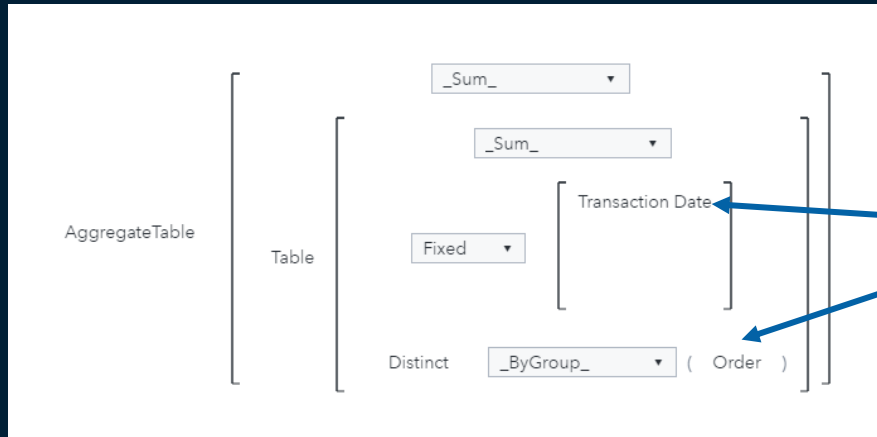 _Sum_
_Sum_
Transaction Date
AggregateTable
Fixed
Table
Distinct _ByGroup_ ( Order )